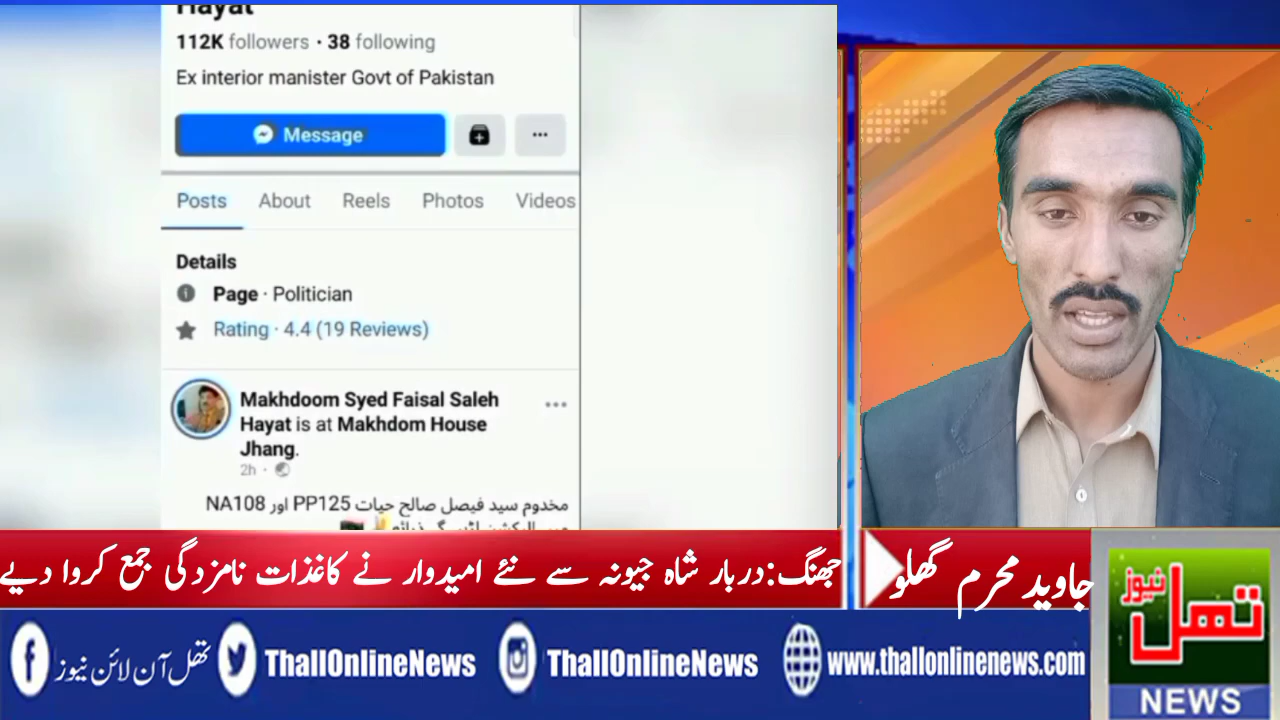 Hayat
112K followers · 38 following
Ex interior manister Govt of Pakistan
Message
Posts About Reels Photos Videos
Details
Page · Politician
Rating · 4.4 (19 Reviews)
Makhdoom Syed Faisal Saleh
Hayat is at Makhdom House
Jhang.
2h ·
مخدوم سید فیصل صالح حیات PP125 اور NA108
جھنگ:دربار شاہ جیونہ سے نئے امیدوار نے کاغذات نامزدگی جمع کروا دیے
جاوید محرم گھلو
تھل آن لائن نیوز
ThallOnlineNews
ThallOnlineNews
www.thallonlinenews.com
تھل نیوز
NEWS